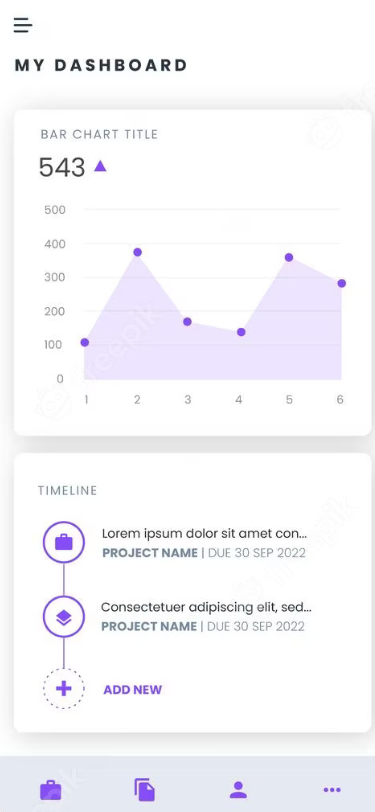 MY DASHBOARD
BAR CHART TITLE
543
500
400
300
200
100
0
1 2 3 4 5 6
TIMELINE
Lorem ipsum dolor sit amet con...
PROJECT NAME | DUE 30 SEP 2022
Consectetuer adipiscing elit, sed...
PROJECT NAME | DUE 30 SEP 2022
ADD NEW